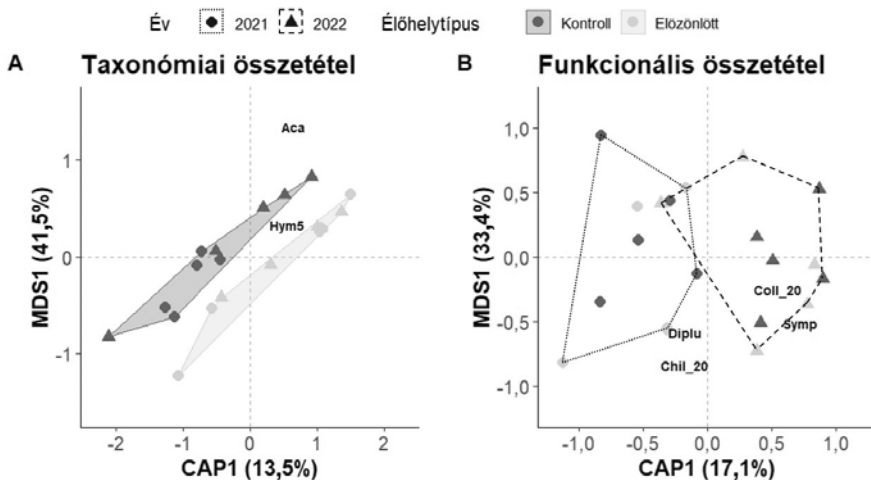 Év 2021 2022 Élőhelytípus Kontroll Elözönlött
A Taxonómiai összetétel
B Funkcionális összetétel
Aca
Hym5
1
0
-1
MDS1 (41,5%)
-2 -1 0 1 2
CAP1 (13,5%)
1,0
0,5
0,0
-0,5
-1,0
MDS1 (33,4%)
Coll_20
Symp
Diplu
Chil_20
-1,0 -0,5 0,0 0,5 1,0
CAP1 (17,1%)